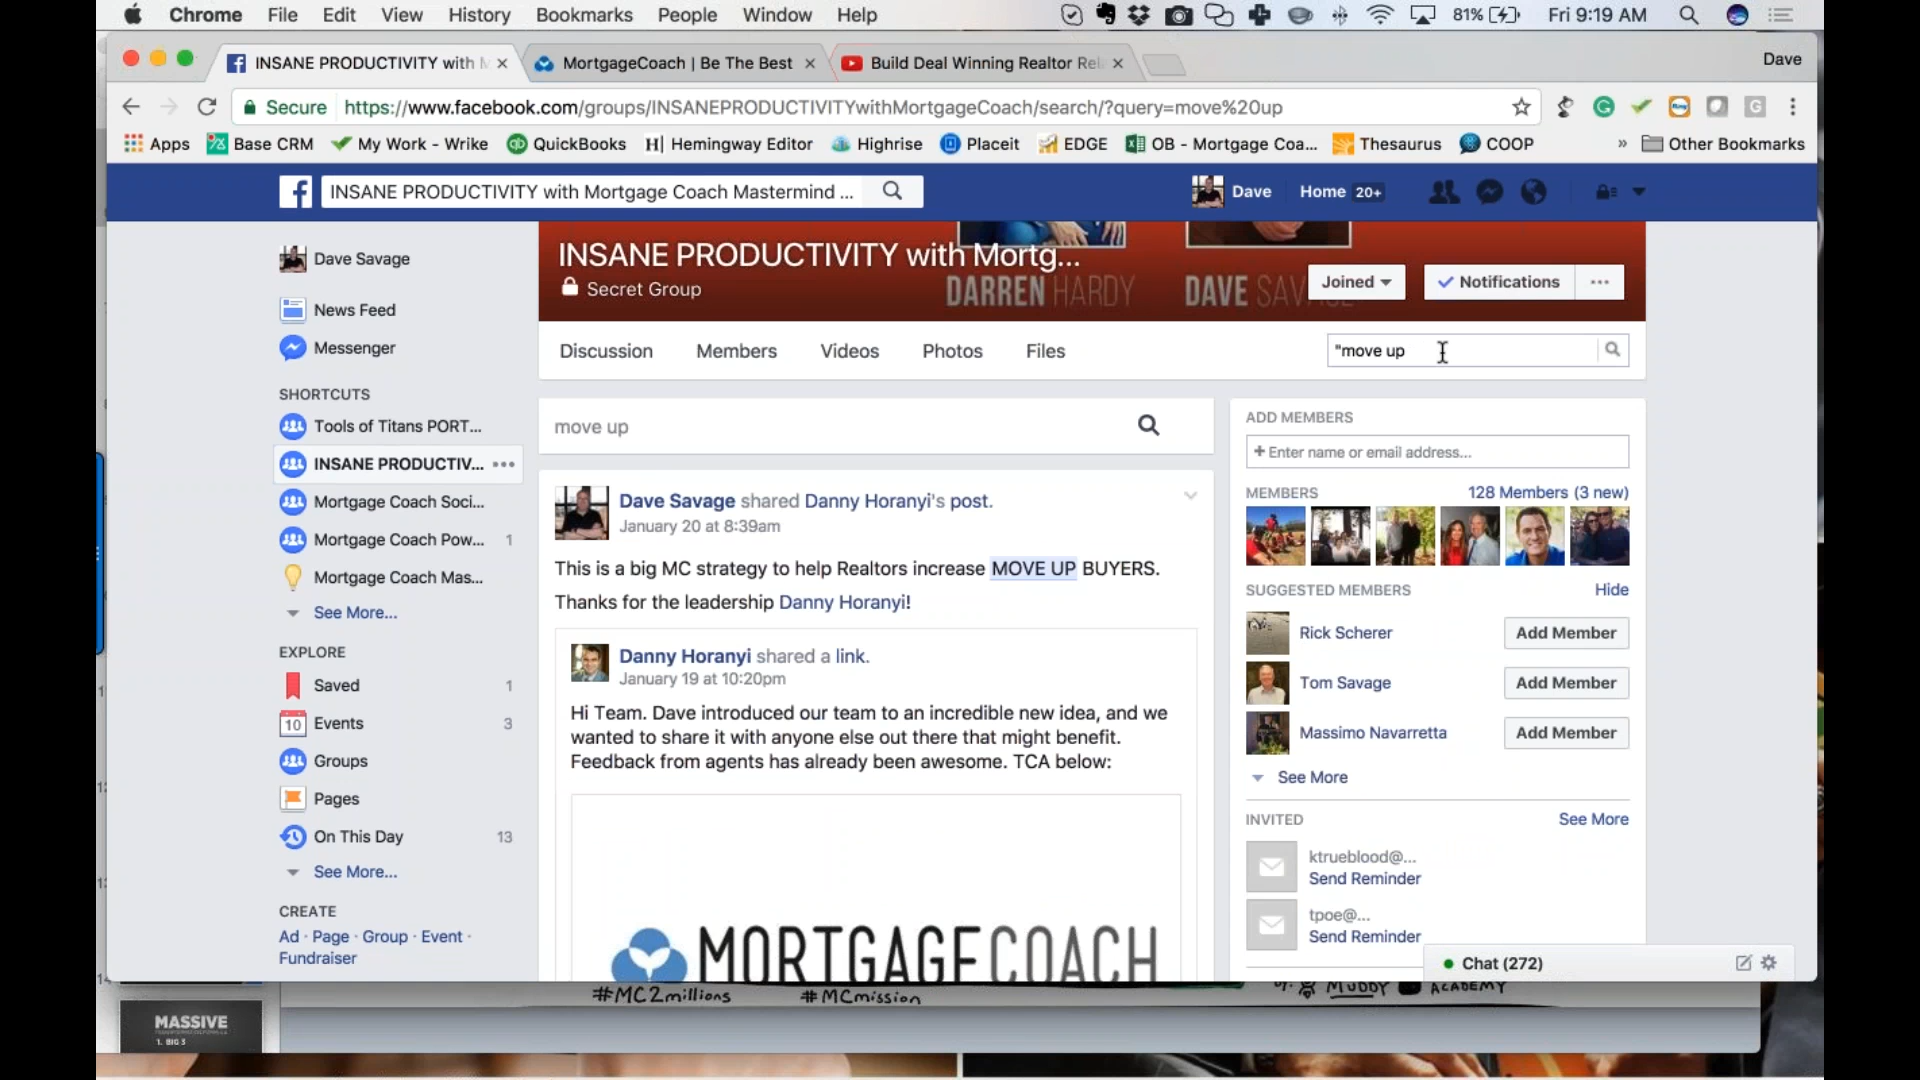 Chrome File Edit View History Bookmarks People Window Help 81% Fri 9:19 AM
INSANE PRODUCTIVITY with M × MortgageCoach | Be The Best × Build Deal Winning Realtor Rel × Dave
Secure https://www.facebook.com/groups/INSANEPRODUCTIVITYwithMortgageCoach/search/?query=move%20up
Apps Base CRM My Work - Wrike QuickBooks Hemingway Editor Highrise Placeit EDGE OB - Mortgage Coa... Thesaurus COOP » Other Bookmarks
INSANE PRODUCTIVITY with Mortgage Coach Mastermind ... Dave Home 20+
Dave Savage
News Feed
Messenger
SHORTCUTS
Tools of Titans PORT...
INSANE PRODUCTIV... •••
Mortgage Coach Soci...
Mortgage Coach Pow... 1
Mortgage Coach Mas...
See More...
EXPLORE
Saved 1
10 Events 3
Groups
Pages
On This Day 13
See More...
CREATE
Ad · Page · Group · Event ·
Fundraiser
INSANE PRODUCTIVITY with Mortg...
Secret Group
DARREN HARDY DAVE SAV
Joined Notifications •••
Discussion Members Videos Photos Files
"move up
move up
Dave Savage shared Danny Horanyi's post.
January 20 at 8:39am
This is a big MC strategy to help Realtors increase MOVE UP BUYERS.
Thanks for the leadership Danny Horanyi!
Danny Horanyi shared a link.
January 19 at 10:20pm
Hi Team. Dave introduced our team to an incredible new idea, and we
wanted to share it with anyone else out there that might benefit.
Feedback from agents has already been awesome. TCA below:
MORTGAGECOACH
ADD MEMBERS
+ Enter name or email address...
MEMBERS 128 Members (3 new)
SUGGESTED MEMBERS Hide
Rick Scherer Add Member
Tom Savage Add Member
Massimo Navarretta Add Member
See More
INVITED See More
ktrueblood@...
Send Reminder
tpoe@...
Send Reminder
Chat (272)
#MC2millions #MCmission MUDDY ACADEMY
MASSIVE
1. BIG 3